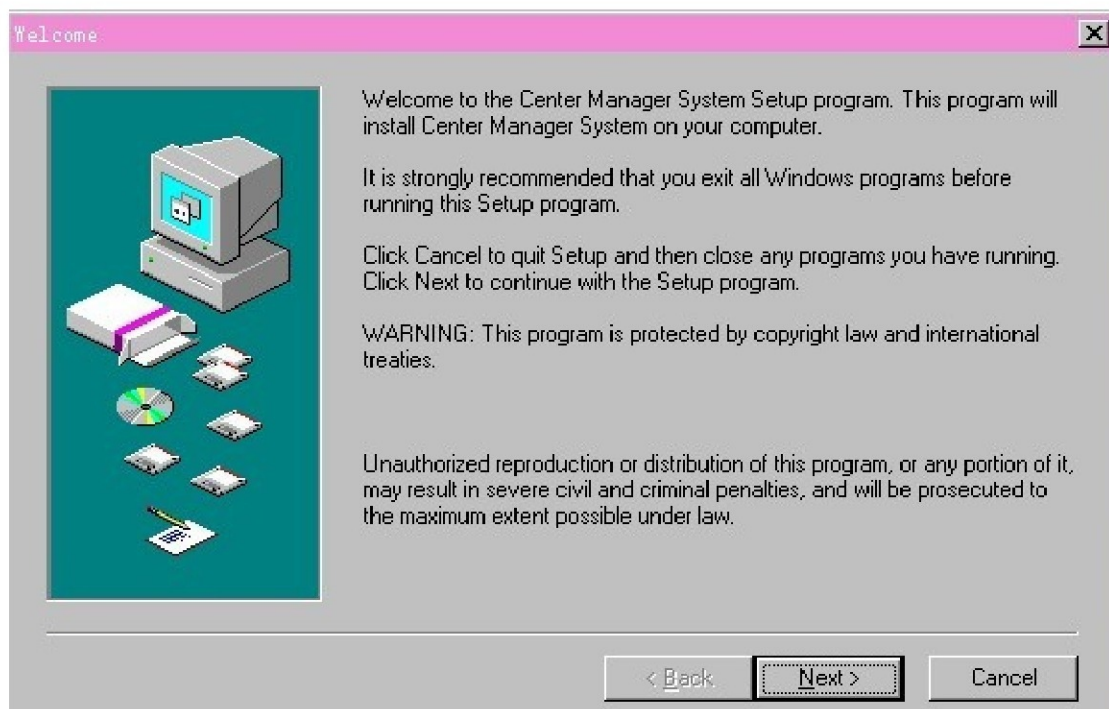 Welcome
Welcome to the Center Manager System Setup program. This program will
install Center Manager System on your computer.
It is strongly recommended that you exit all Windows programs before
running this Setup program.
Click Cancel to quit Setup and then close any programs you have running.
Click Next to continue with the Setup program.
WARNING: This program is protected by copyright law and international
treaties.
Unauthorized reproduction or distribution of this program, or any portion of it,
may result in severe civil and criminal penalties, and will be prosecuted to
the maximum extent possible under law.
< Back
Next >
Cancel